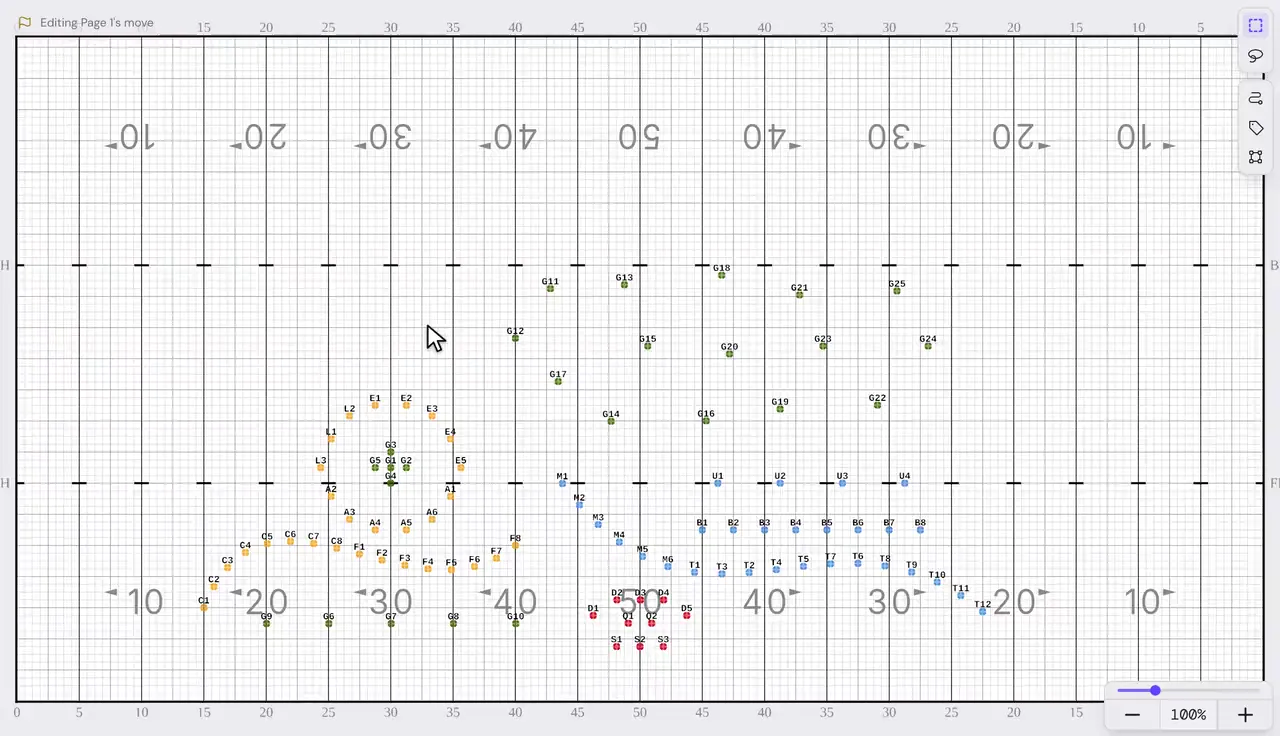 Editing Page 1's move
15 20 25 30 35 40 45 50 45 40 35 30 25 20 15 10 5
◄10 ◄20 ◄30 ◄40 50 40► 30► 20► 10►
H B
G11 G13 G18 G21 G25
G12 G15 G20 G23 G24
G17
G14 G16 G19 G22
E1 E2
L2 E3
L1 E4
G3
L3 G5 G1 G2 E5
G4
H F
M1 U1 U2 U3 U4
A2 A1
M2
A3 A6
M3
A4 A5 B1 B2 B3 B4 B5 B6 B7 B8
C4 C5 C6 C7 C8 F1 F2 F3 F4 F5 F6 F7 F8
M4
M5
C3 M6 T1 T3 T2 T4 T5 T7 T6 T8 T9
C2 T10
T11
C1 D2 D3 D4 T12
◄10 ◄20 ◄30 ◄40 50 40► 30► 20► 10►
D1 D5
G9 G6 G7 G8 G10 Q1 Q2
S1 S2 S3
0 5 10 15 20 25 30 35 40 45 50 45 40 35 30 25 20 15
100%